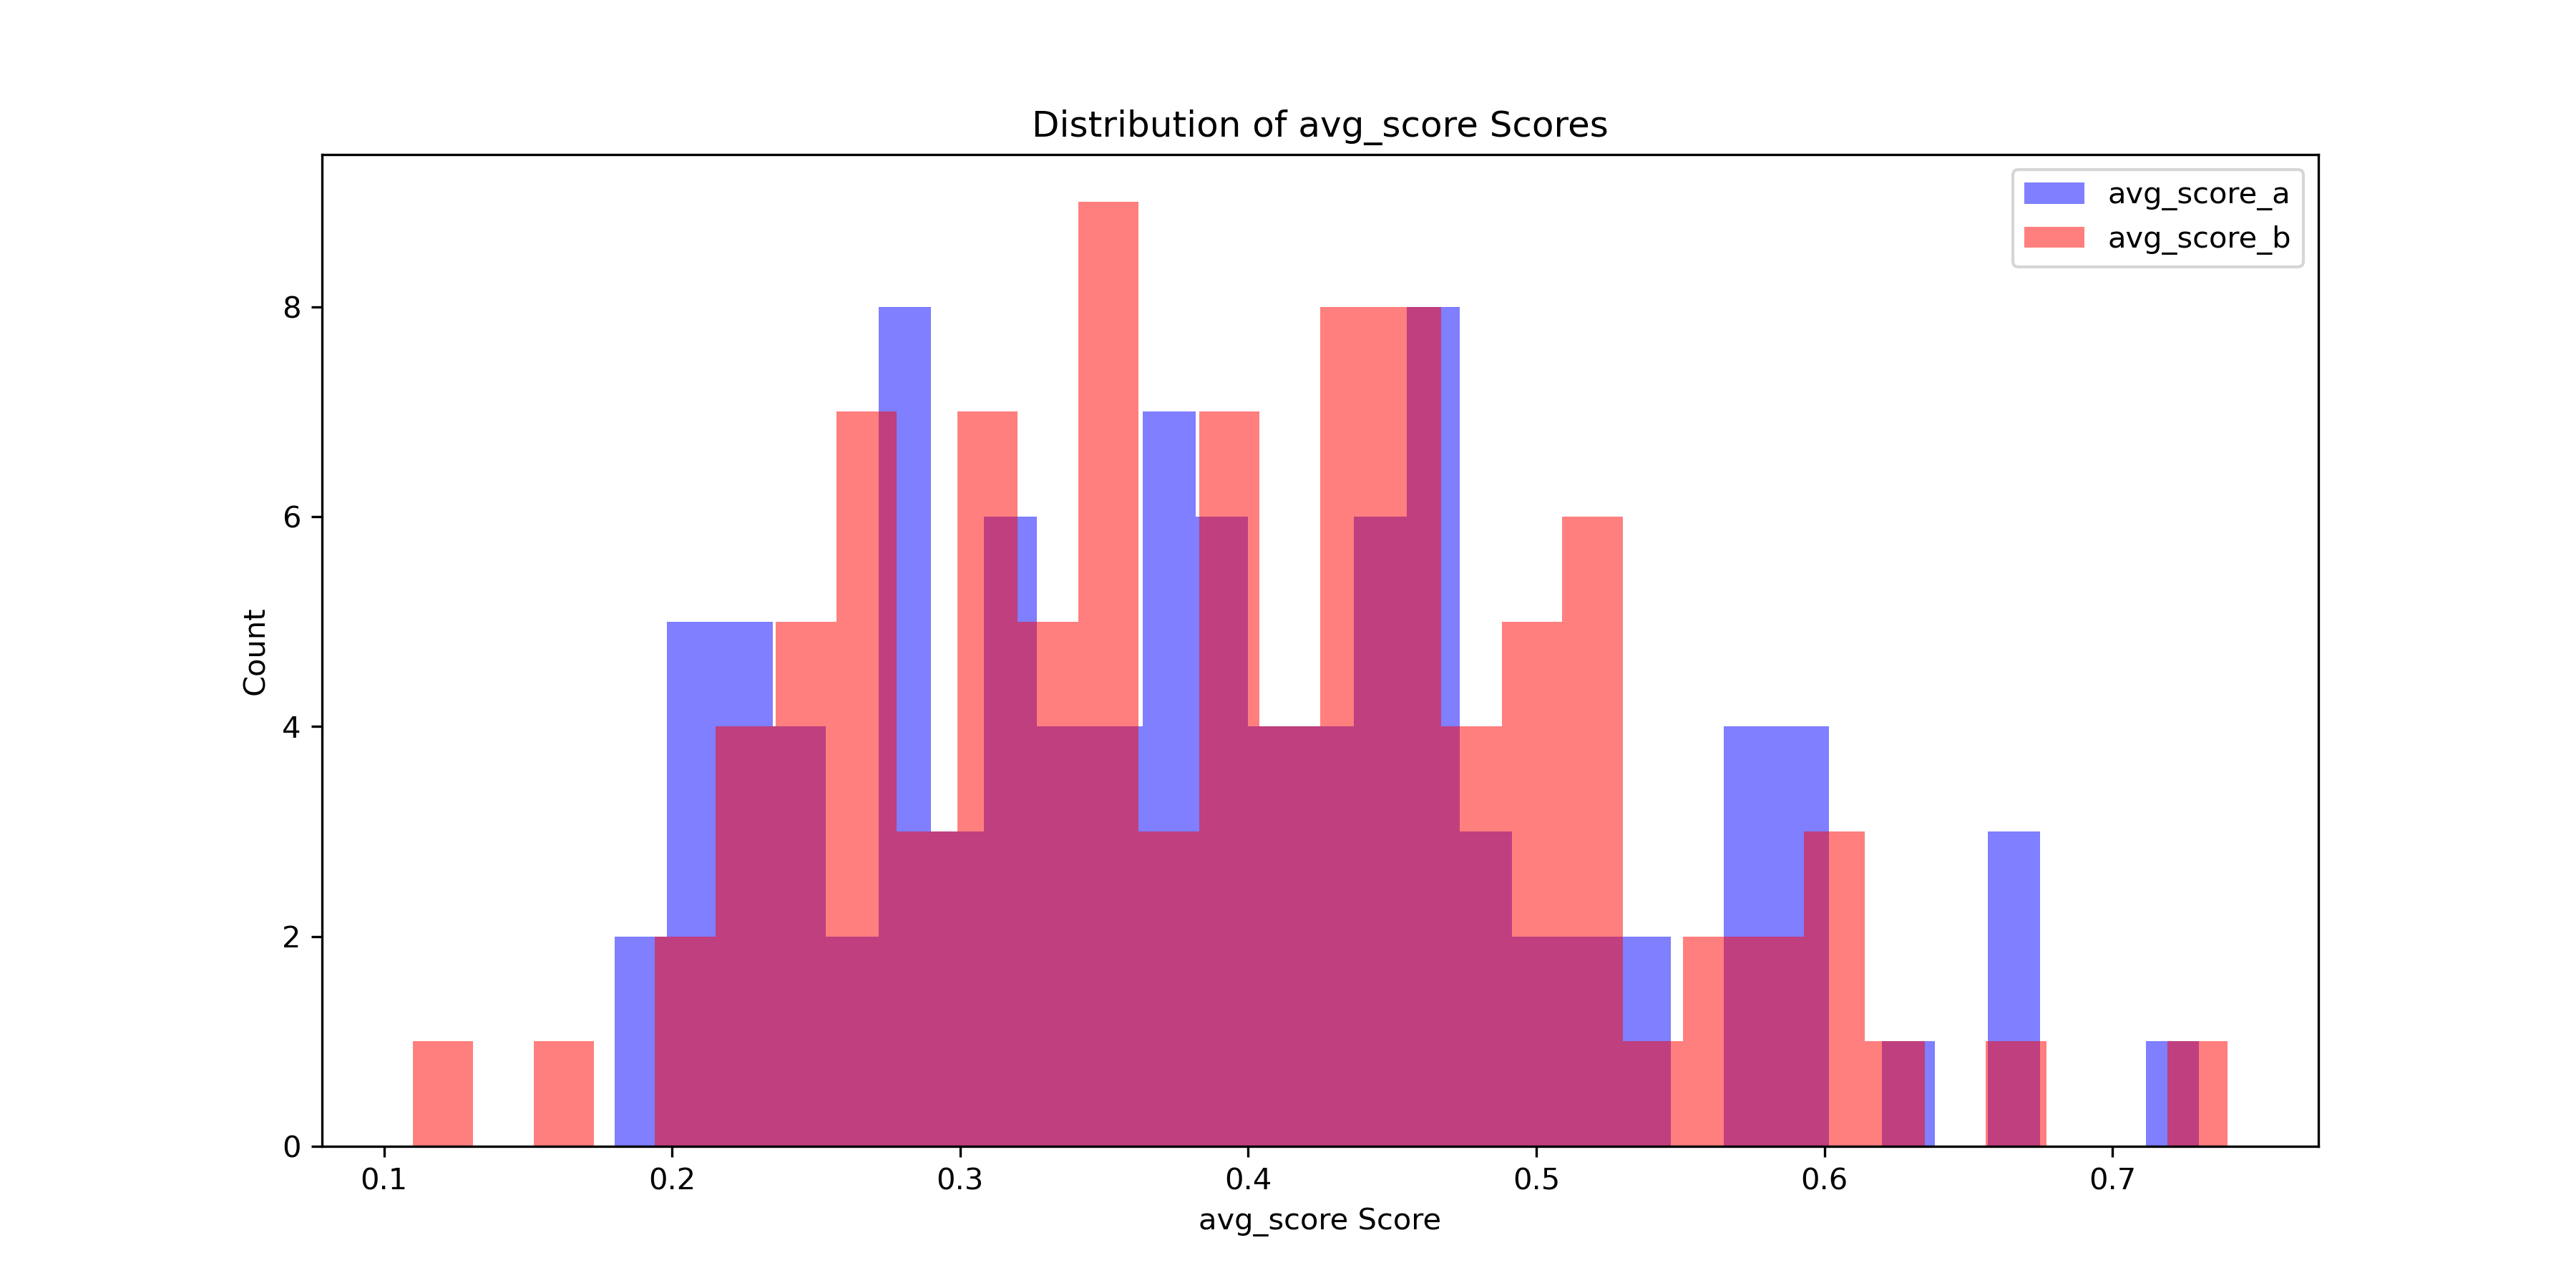 Distribution of avg_score Scores
avg_score_a
avg_score_b
8
6
4
2
0
Count
0.1 0.2 0.3 0.4 0.5 0.6 0.7
avg_score Score